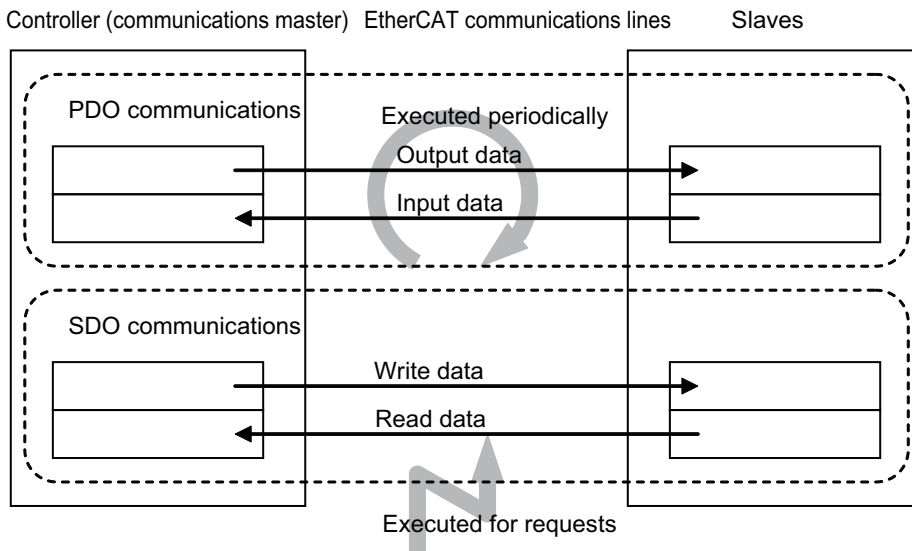 Controller (communications master) EtherCAT communications lines Slaves
PDO communications
Executed periodically
Output data
Input data
SDO communications
Write data
Read data
Executed for requests